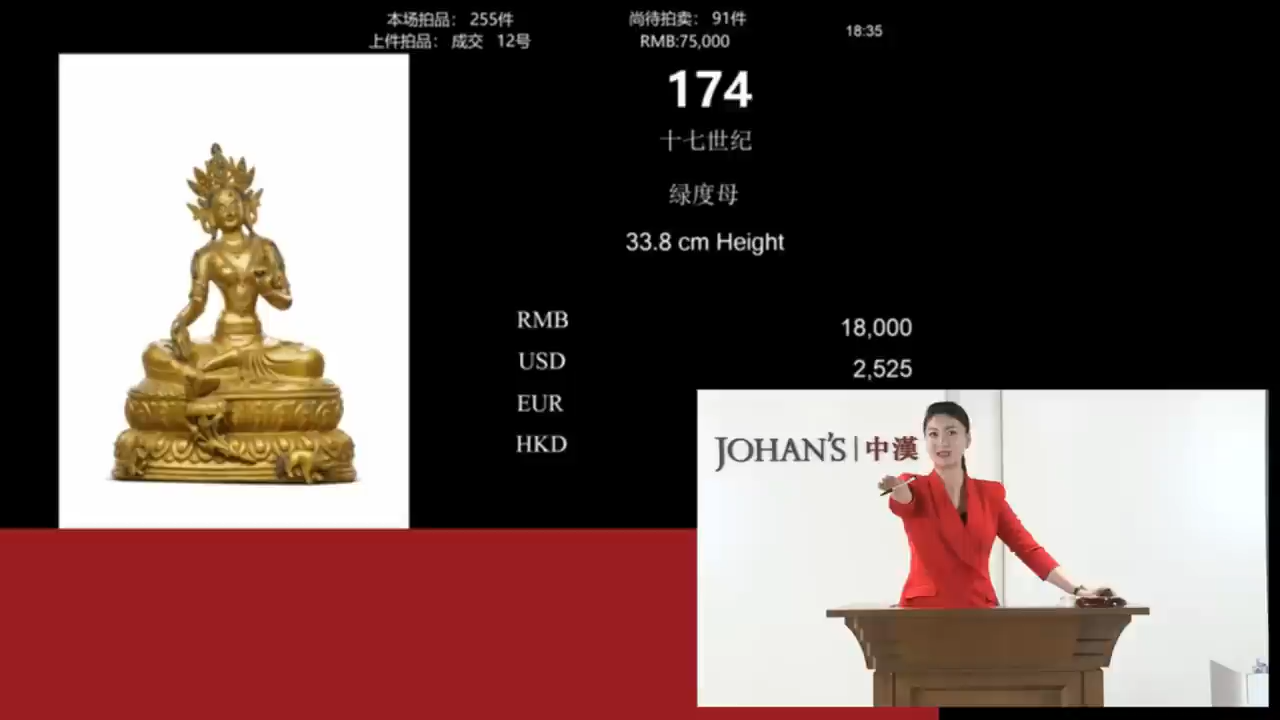 本场拍品： 255件 尚待拍卖： 91件
上件拍品： 成交 12号 RMB:75,000
18:35
174
十七世纪
绿度母
33.8 cm Height
RMB 18,000
USD 2,525
EUR
HKD
JOHAN'S | 中漢